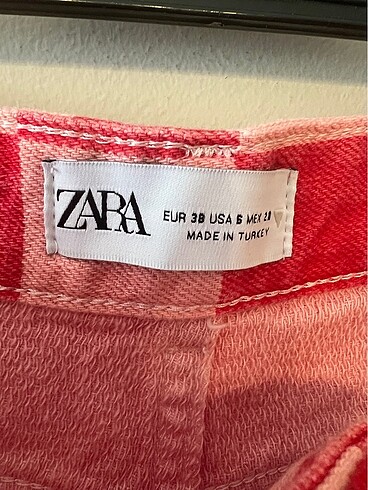 ZARA
EUR 38 USA 6 MEX 28
MADE IN TURKEY